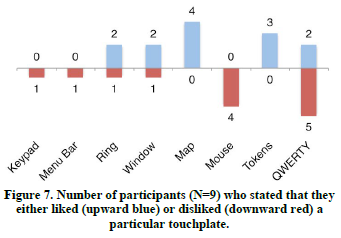 4
3
2 2 2
0 0 0
1 1 1 1 0 0
4
5
Keypad Menu Bar Ring Window Map Mouse Tokens QWERTY
Figure 7. Number of participants (N=9) who stated that they
either liked (upward blue) or disliked (downward red) a
particular touchplate.